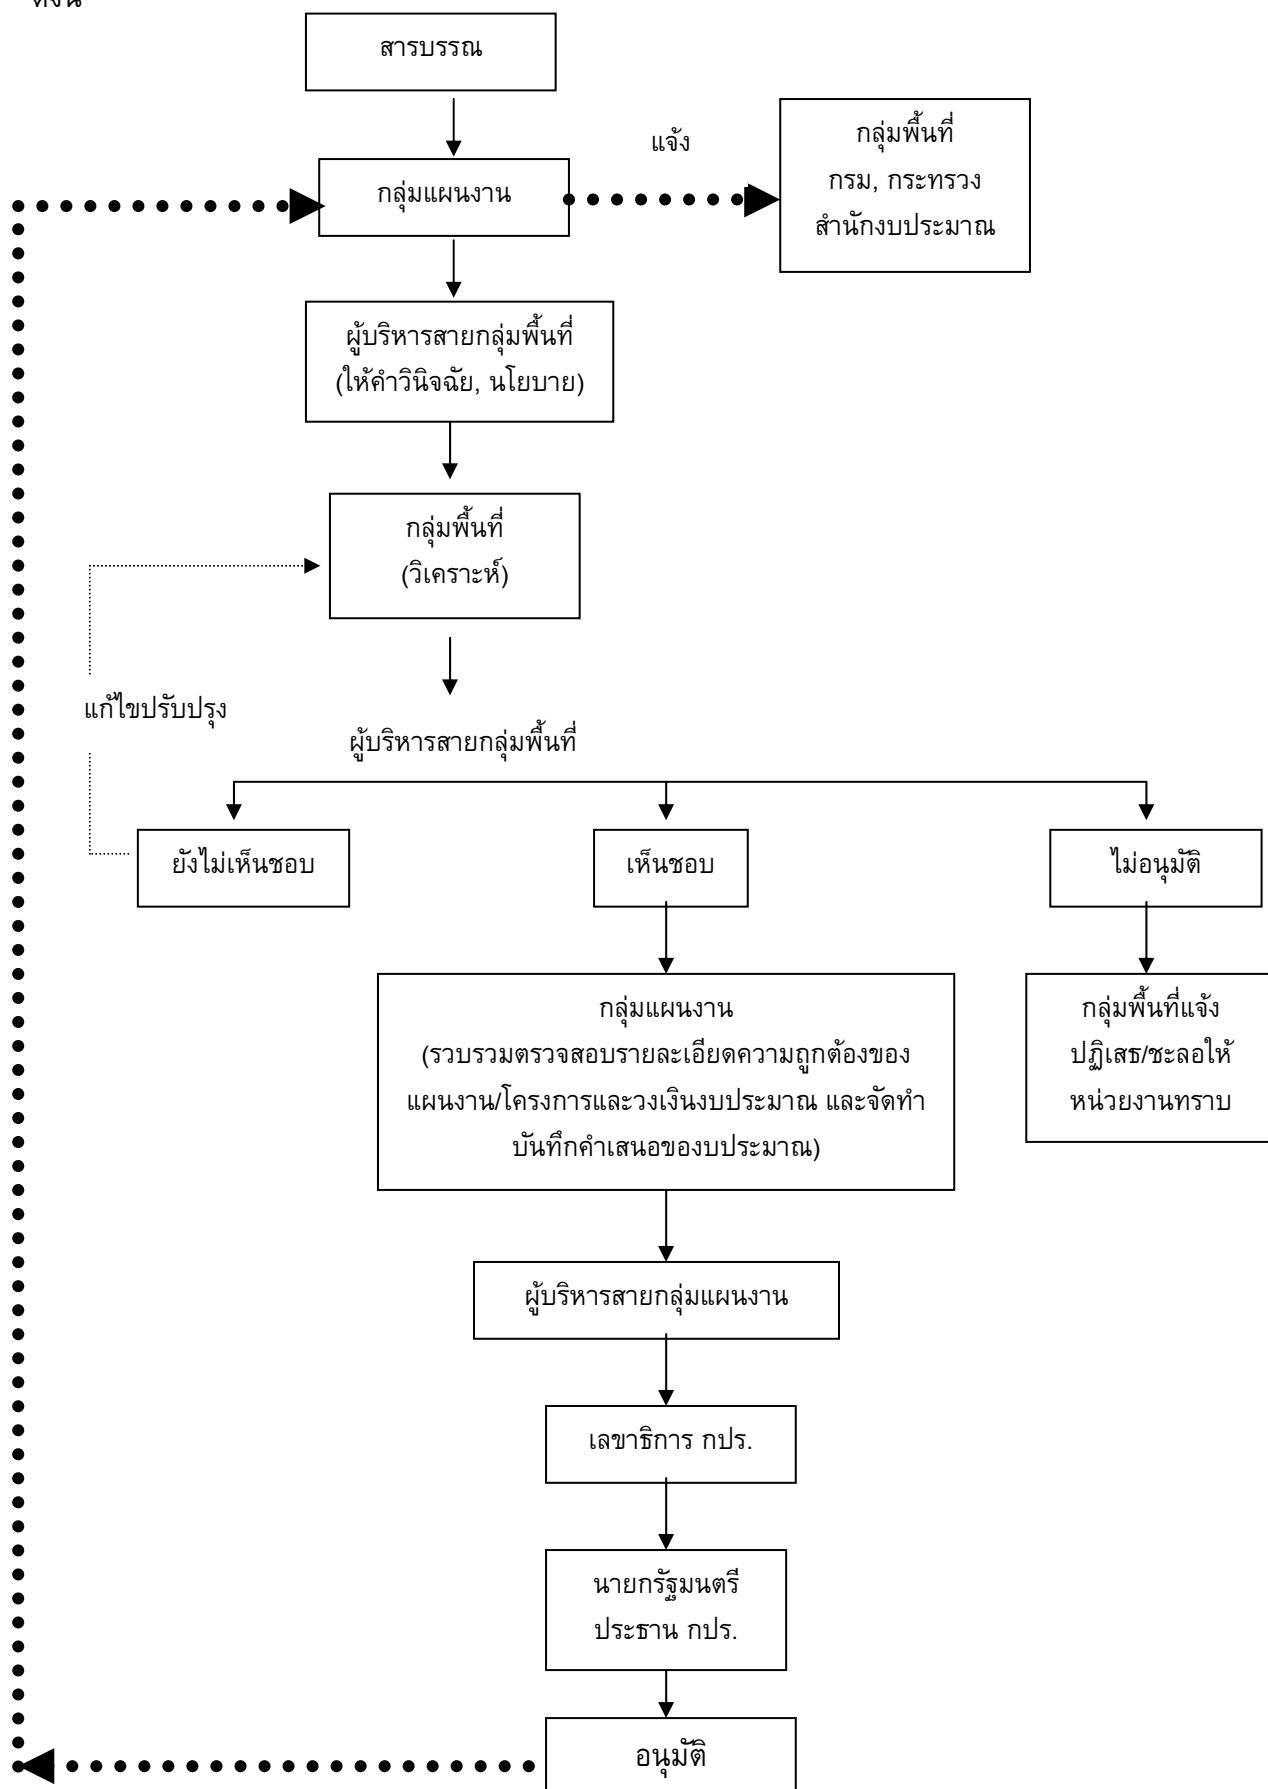 สารบรรณ
แจ้ง
กลุ่มพื้นที่
กรม, กระทรวง
สำนักงบประมาณ
กลุ่มแผนงาน
ผู้บริหารสายกลุ่มพื้นที่
(ให้คำวินิจฉัย, นโยบาย)
กลุ่มพื้นที่
(วิเคราะห์)
แก้ไขปรับปรุง
ผู้บริหารสายกลุ่มพื้นที่
ยังไม่เห็นชอบ
เห็นชอบ
ไม่อนุมัติ
กลุ่มแผนงาน
(รวบรวมตรวจสอบรายละเอียดความถูกต้องของ
แผนงาน/โครงการและวงเงินงบประมาณ และจัดทำ
บันทึกคำเสนอของบประมาณ)
กลุ่มพื้นที่แจ้ง
ปฏิเสธ/ชะลอให้
หน่วยงานทราบ
ผู้บริหารสายกลุ่มแผนงาน
เลขาธิการ กปร.
นายกรัฐมนตรี
ประธาน กปร.
อนุมัติ